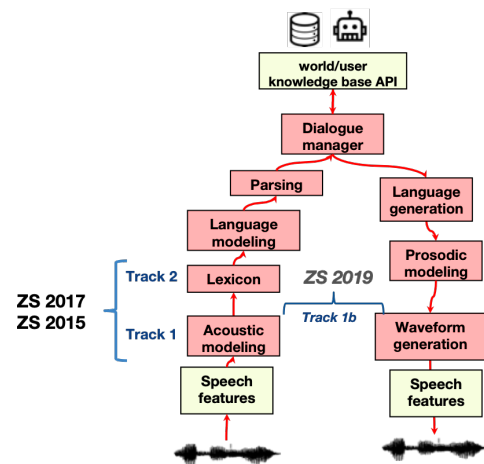 world/user
knowledge base API
Dialogue
manager
Parsing
Language
generation
Language
modeling
Prosodic
modeling
ZS 2017
ZS 2015
Track 2
Lexicon
ZS 2019
Track 1
Acoustic
modeling
Track 1b
Waveform
generation
Speech
features
Speech
features